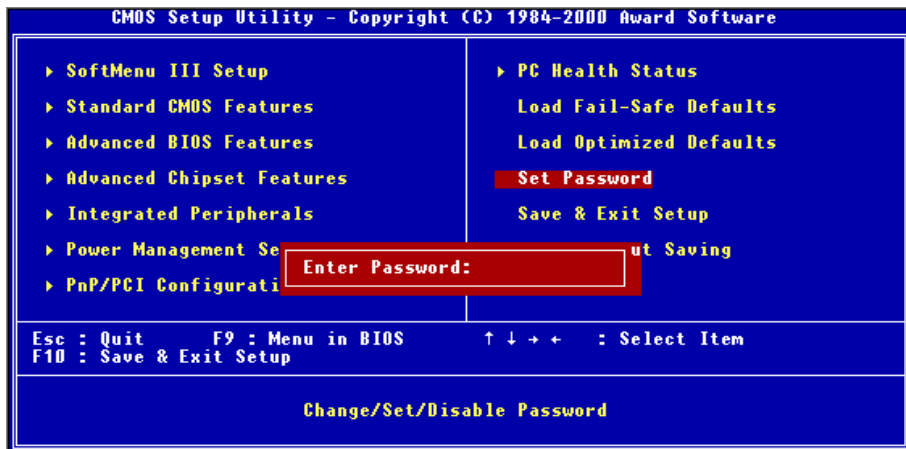 CMOS Setup Utility - Copyright (C) 1984-2000 Award Software
▸ SoftMenu III Setup
▸ Standard CMOS Features
▸ Advanced BIOS Features
▸ Advanced Chipset Features
▸ Integrated Peripherals
▸ Power Management Se
▸ PnP/PCI Configurati
▸ PC Health Status
Load Fail-Safe Defaults
Load Optimized Defaults
Set Password
Save & Exit Setup
ut Saving
Enter Password:
Esc : Quit F9 : Menu in BIOS ↑ ↓ → ← : Select Item
F10 : Save & Exit Setup
Change/Set/Disable Password